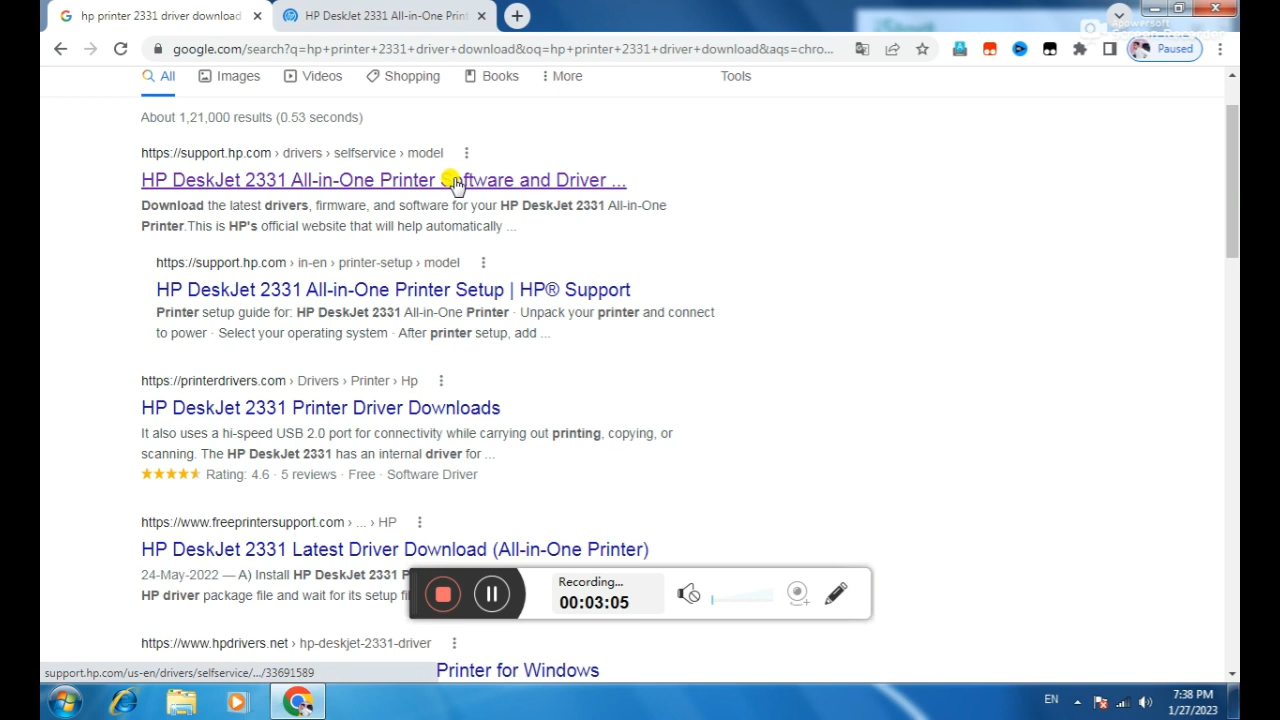 hp printer 2331 driver download
HP DeskJet 2331 All-in-One Print
Apowersoft
Screen Recorder
google.com/search?q=hp+printer+2331+driver+download&oq=hp+printer+2331+driver+download&aqs=chro...
Paused
All
Images
Videos
Shopping
Books
More
Tools
About 1,21,000 results (0.53 seconds)
https://support.hp.com › drivers › selfservice › model
HP DeskJet 2331 All-in-One Printer Software and Driver ...
Download the latest drivers, firmware, and software for your HP DeskJet 2331 All-in-One
Printer.This is HP's official website that will help automatically ...
https://support.hp.com › in-en › printer-setup › model
HP DeskJet 2331 All-in-One Printer Setup | HP® Support
Printer setup guide for: HP DeskJet 2331 All-in-One Printer · Unpack your printer and connect
to power · Select your operating system · After printer setup, add ...
https://printerdrivers.com › Drivers › Printer › Hp
HP DeskJet 2331 Printer Driver Downloads
It also uses a hi-speed USB 2.0 port for connectivity while carrying out printing, copying, or
scanning. The HP DeskJet 2331 has an internal driver for ...
Rating: 4.6 · 5 reviews · Free · Software Driver
https://www.freeprintersupport.com › ... › HP
HP DeskJet 2331 Latest Driver Download (All-in-One Printer)
24-May-2022 — A) Install HP DeskJet 2331 P
HP driver package file and wait for its setup fi
Recording...
00:03:05
https://www.hpdrivers.net › hp-deskjet-2331-driver
Printer for Windows
support.hp.com/us-en/drivers/selfservice/.../33691589
EN
7:38 PM
1/27/2023